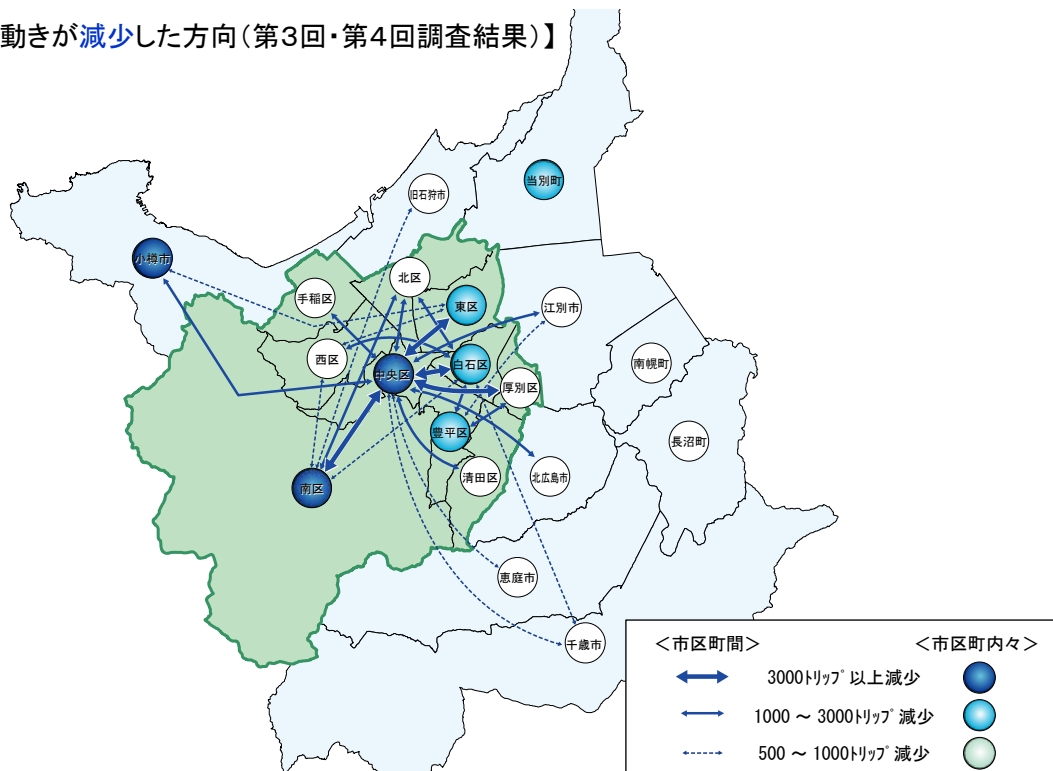 動きが減少した方向(第3回・第4回調査結果)】
当別町
旧石狩市
小樽市
北区
手稲区
東区
江別市
西区
南幌町
中央区
白石区
厚別区
豊平区
長沼町
清田区
北広島市
南区
恵庭市
千歳市
<市区町間> <市区町内々>
3000トリップ以上減少
1000 ~ 3000トリップ減少
500 ~ 1000トリップ減少